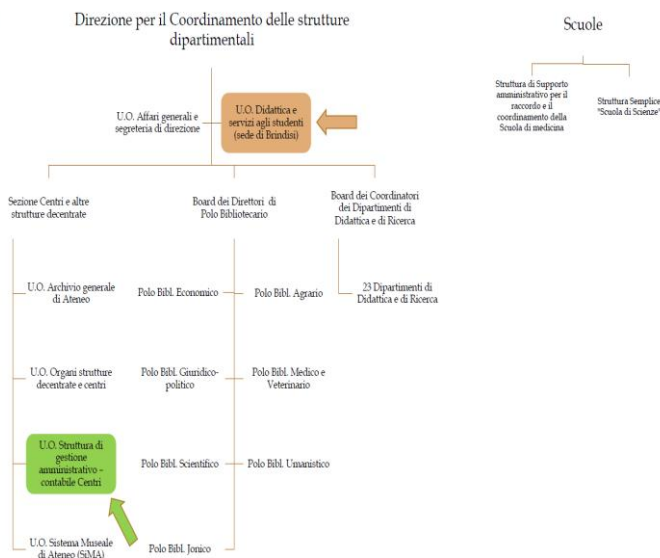 Direzione per il Coordinamento delle strutture
dipartimentali
Scuole
Struttura di Supporto
amministrativo per il
raccordo e il
coordinamento della
Scuola di medicina
Struttura Semplice
"Scuola di Scienze"
U.O. Affari generali e
segreteria di direzione
U.O. Didattica e
servizi agli studenti
(sede di Brindisi)
Sezione Centri e altre
strutture decentrate
Board dei Direttori di
Polo Bibliotecario
Board dei Coordinatori
dei Dipartimenti di
Didattica e di Ricerca
U.O. Archivio generale
di Ateneo
Polo Bibl. Economico
Polo Bibl. Agrario
23 Dipartimenti di
Didattica e di Ricerca
U.O. Organi strutture
decentrate e centri
Polo Bibl. Giuridico-
politico
Polo Bibl. Medico e
Veterinario
U.O. Struttura di
gestione
amministrativo –
contabile Centri
Polo Bibl. Scientifico
Polo Bibl. Umanistico
U.O. Sistema Museale
di Ateneo (SiMA)
Polo Bibl. Jonico